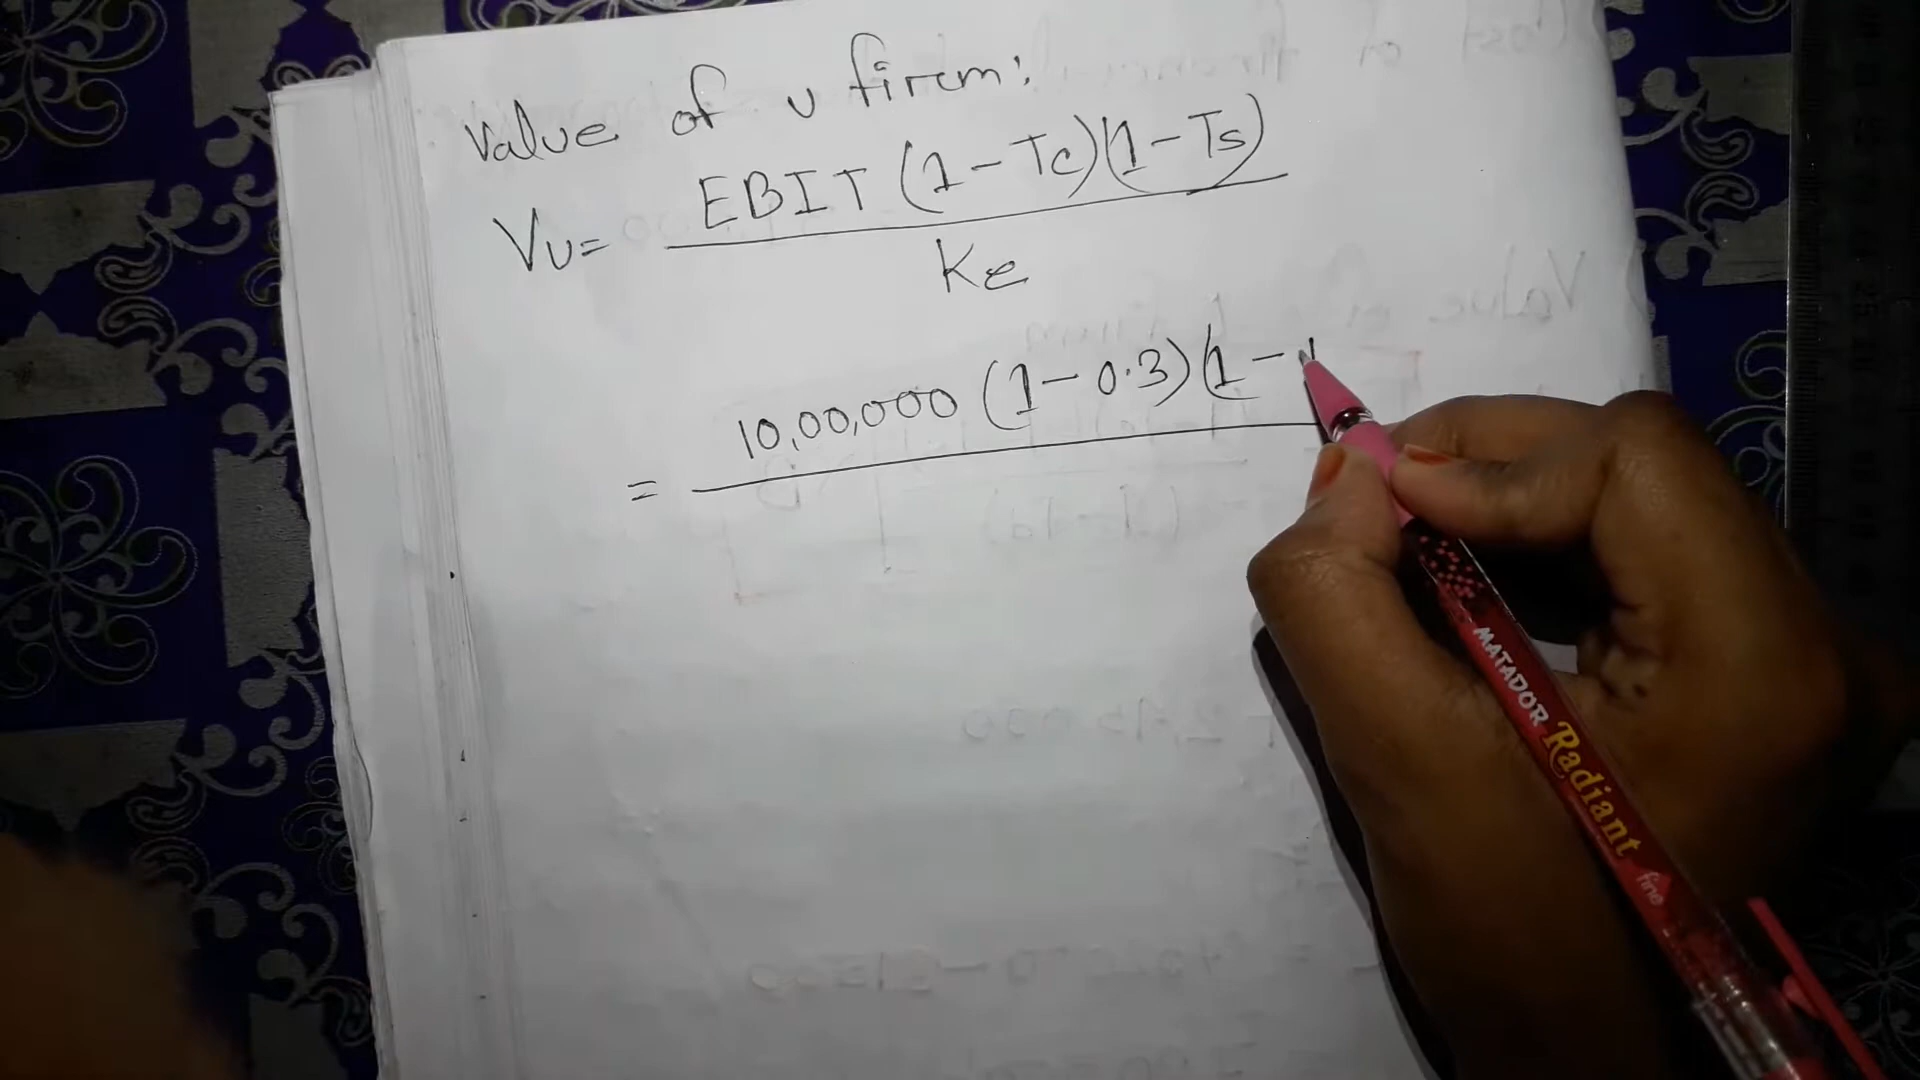 Value of u firm:
Vu= EBIT (1-Tc)(1-Ts)
Ke
= 10,00,000 (1-0.3)(1-
MATADOR Radiant fine